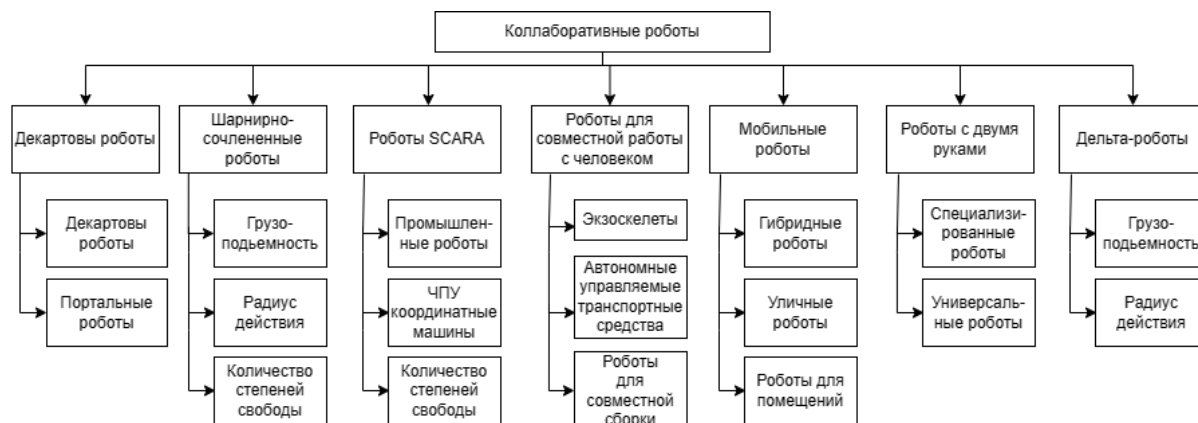 Коллаборативные роботы
Декартовы роботы
Шарнирно-
сочлененные
роботы
Роботы SCARA
Роботы для
совместной работы
с человеком
Мобильные
роботы
Роботы с двумя
руками
Дельта-роботы
Декартовы
роботы
Грузо-
подьемность
Промышлен-
ные роботы
Экзоскелеты
Гибридные
роботы
Специализи-
рованные
роботы
Грузо-
подьемность
Портальные
роботы
Радиус
действия
ЧПУ
координатные
машины
Автономные
управляемые
транспортные
средства
Уличные
роботы
Универсаль-
ные роботы
Радиус
действия
Количество
степеней
свободы
Количество
степеней
свободы
Роботы
для
совместной
сборки
Роботы для
помещений